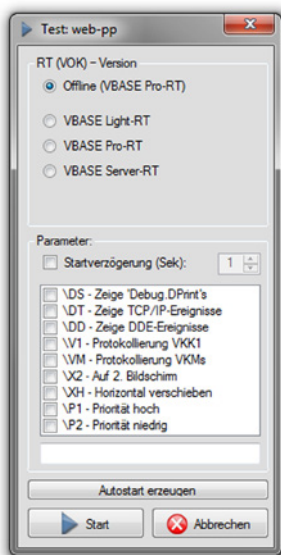 Test: web-pp
RT (VOK) – Version
Offline (VBASE Pro-RT)
VBASE Light-RT
VBASE Pro-RT
VBASE Server-RT
Parameter:
Startverzögerung (Sek):
1
\DS - Zeige 'Debug.DPrint's
\DT - Zeige TCP/IP-Ereignisse
\DD - Zeige DDE-Ereignisse
\V1 - Protokollierung VKK1
\VM - Protokollierung VKMs
\X2 - Auf 2. Bildschirm
\XH - Horizontal verschieben
\P1 - Priorität hoch
\P2 - Priorität niedrig
Autostart erzeugen
Start
Abbrechen